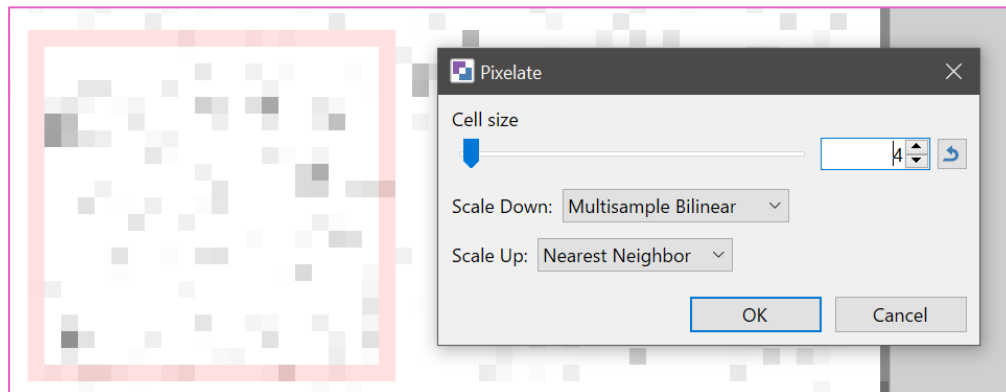 Pixelate
Cell size
4
Scale Down: Multisample Bilinear
Scale Up: Nearest Neighbor
OK Cancel